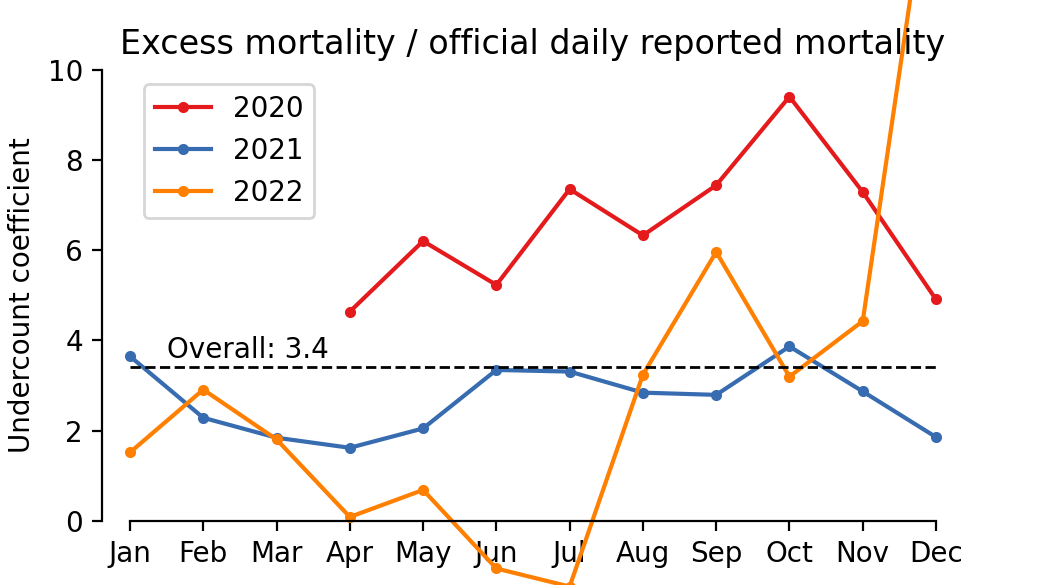 Excess mortality / official daily reported mortality
Undercount coefficient
10
8
6
4
2
0
2020
2021
2022
Overall: 3.4
Jan Feb Mar Apr May Jun Jul Aug Sep Oct Nov Dec